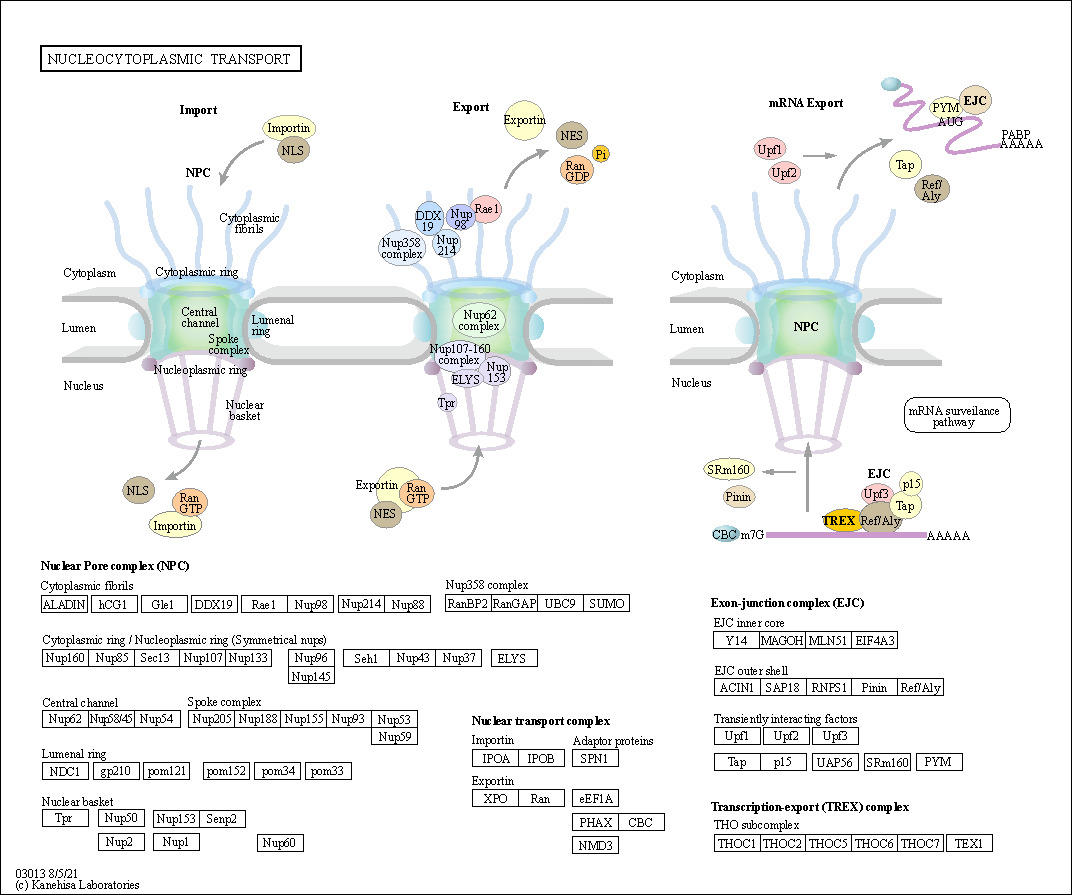 NUCLEOCYTOPLASMIC TRANSPORT
Import
Importin
NLS
NPC
Cytoplasmic
fibrils
Cytoplasm
Cytoplasmic ring
Central
channel
Lumen
Lumenal
ring
Spoke
complex
Nucleoplasmic ring
Nucleus
Nuclear
basket
NLS
Ran
GTP
Importin
Export
Exportin
NES
Pi
Ran
GDP
DDX
19
Nup
98
Rae1
Nup358
complex
Nup
214
Nup62
complex
Nup107-160
complex
Nup
153
ELYS
Tpr
Exportin
Ran
GTP
NES
mRNA Export
PYM
EJC
AUG
PABP
AAAAA
Upf1
Upf2
Tap
Ref/
Aly
Cytoplasm
Lumen
NPC
Nucleus
mRNA surveilance
pathway
SRm160
Pinin
EJC
Upf3
p15
Tap
TREX
Ref/Aly
CBC
m7G
AAAAA
Nuclear Pore complex (NPC)
Cytoplasmic fibrils
ALADIN
hCG1
Gle1
DDX19
Rae1
Nup98
Nup214
Nup88
Nup358 complex
RanBP2
RanGAP
UBC9
SUMO
Cytoplasmic ring / Nucleoplasmic ring (Symmetrical nups)
Nup160
Nup85
Sec13
Nup107
Nup133
Nup96
Nup145
Seh1
Nup43
Nup37
ELYS
Central channel
Nup62
Nup58/45
Nup54
Spoke complex
Nup205
Nup188
Nup155
Nup93
Nup53
Nup59
Lumenal ring
NDC1
gp210
pom121
pom152
pom34
pom33
Nuclear basket
Tpr
Nup50
Nup153
Senp2
Nup2
Nup1
Nup60
Nuclear transport complex
Importin
IPOA
IPOB
Adaptor proteins
SPN1
Exportin
XPO
Ran
eEF1A
PHAX
CBC
NMD3
Exon-junction complex (EJC)
EJC inner core
Y14
MAGOH
MLN51
EIF4A3
EJC outer shell
ACIN1
SAP18
RNPS1
Pinin
Ref/Aly
Transiently interacting factors
Upf1
Upf2
Upf3
Tap
p15
UAP56
SRm160
PYM
Transcription-export (TREX) complex
THO subcomplex
THOC1
THOC2
THOC5
THOC6
THOC7
TEX1
03013 8/5/21
(c) Kanehisa Laboratories